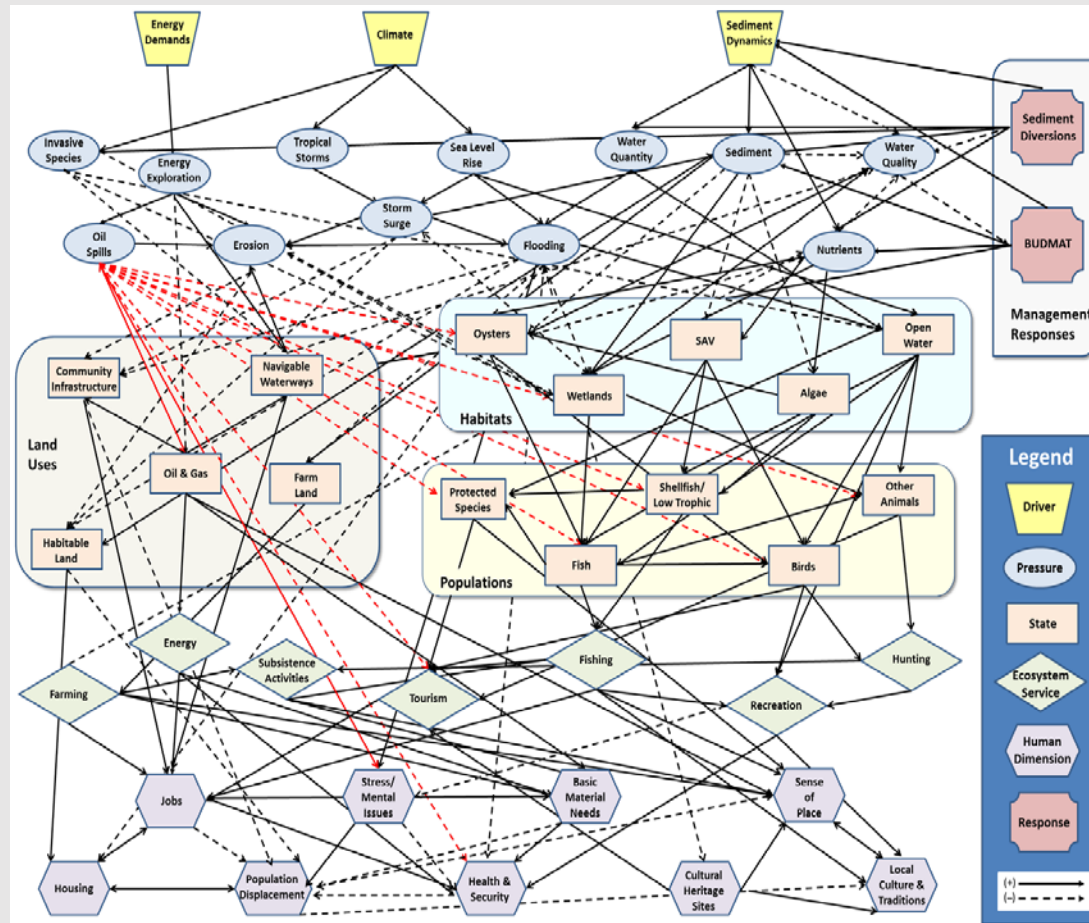 Energy
Demands
Climate
Sediment
Dynamics
Sediment
Diversions
BUDMAT
Management
Responses
Invasive
Species
Energy
Exploration
Tropical
Storms
Sea Level
Rise
Water
Quantity
Sediment
Water
Quality
Storm
Surge
Oil
Spills
Erosion
Flooding
Nutrients
Oysters
SAV
Open
Water
Wetlands
Algae
Habitats
Community
Infrastructure
Navigable
Waterways
Land
Uses
Oil & Gas
Farm
Land
Habitable
Land
Protected
Species
Shellfish/
Low Trophic
Other
Animals
Fish
Birds
Populations
Energy
Subsistence
Activities
Fishing
Hunting
Farming
Tourism
Recreation
Jobs
Stress/
Mental
Issues
Basic
Material
Needs
Sense
of
Place
Housing
Population
Displacement
Health &
Security
Cultural
Heritage
Sites
Local
Culture &
Traditions
Legend
Driver
Pressure
State
Ecosystem
Service
Human
Dimension
Response
(+)
(−)